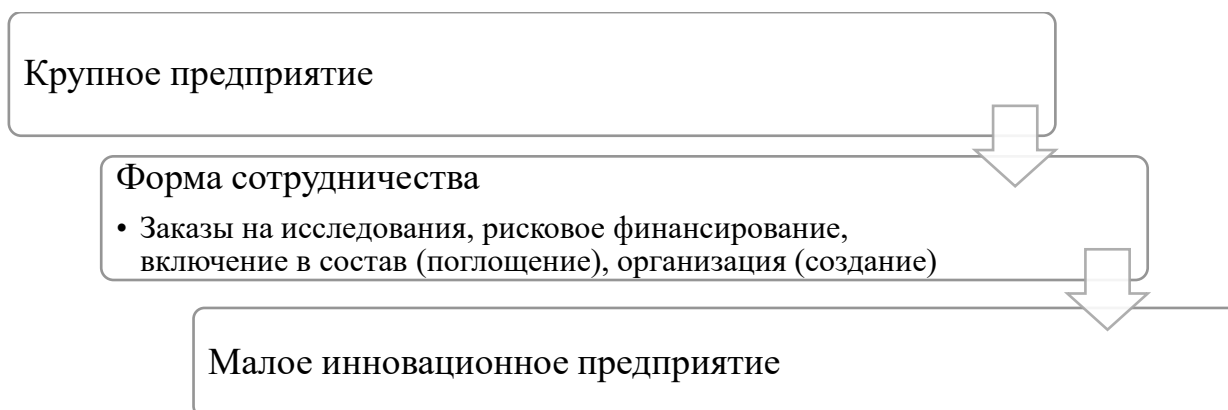 Крупное предприятие
Форма сотрудничества
• Заказы на исследования, рисковое финансирование,
включение в состав (поглощение), организация (создание)
Малое инновационное предприятие